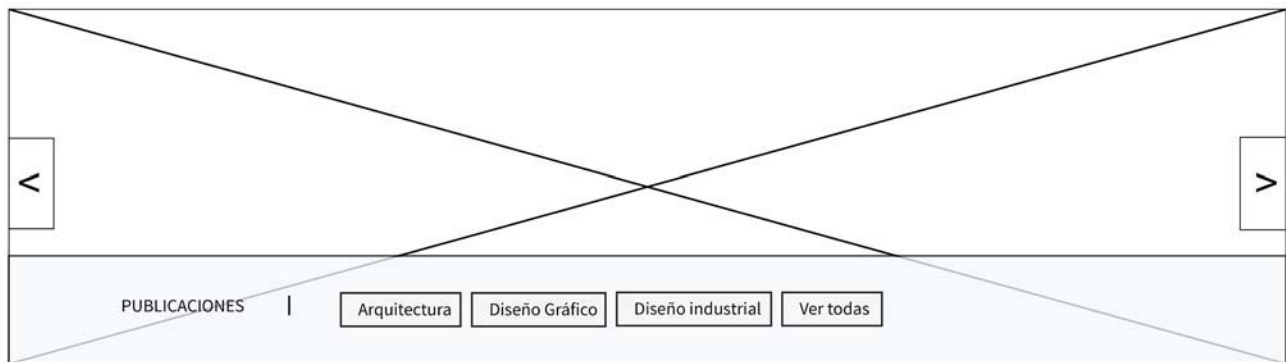 <
>
PUBLICACIONES | Arquitectura Diseño Gráfico Diseño industrial Ver todas